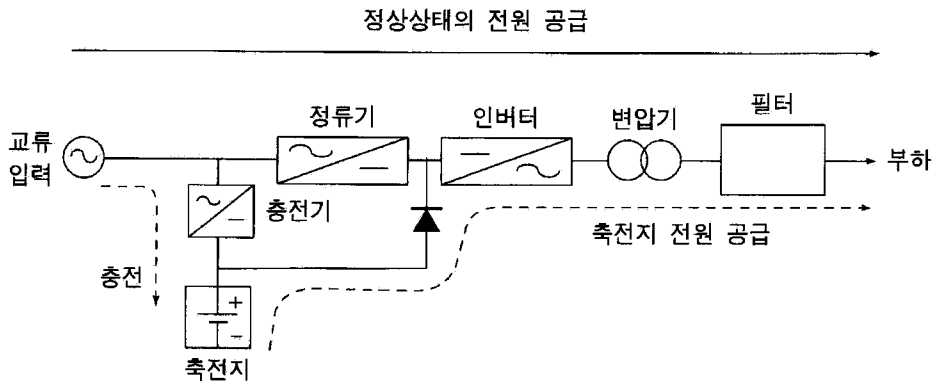 정상상태의 전원 공급
교류
입력
정류기
인버터
변압기
필터
부하
충전기
충전
축전지 전원 공급
+
−
축전지